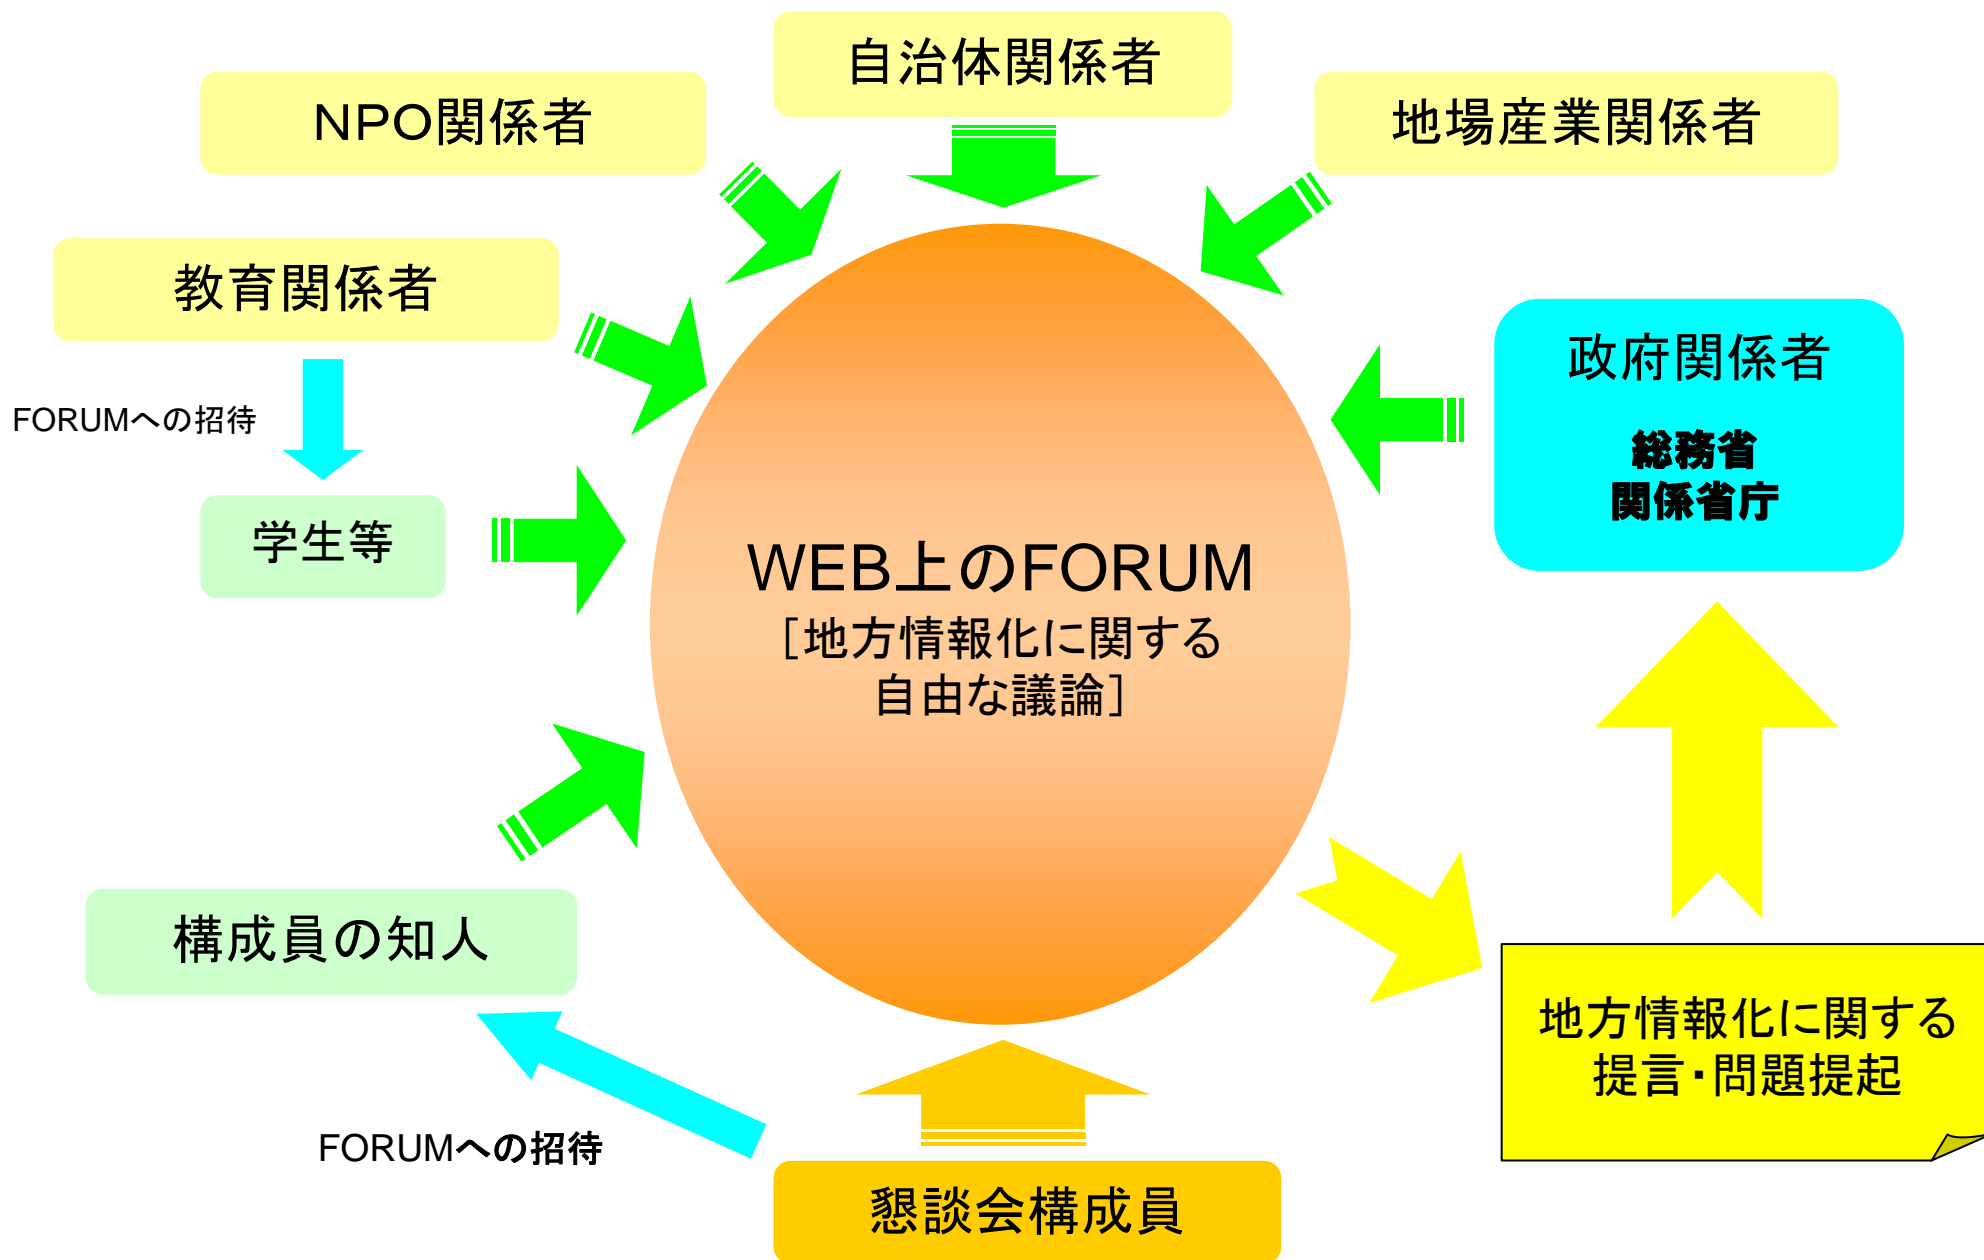 自治体関係者
NPO関係者
地場産業関係者
教育関係者
政府関係者
総務省
関係省庁
FORUMへの招待
学生等
WEB上のFORUM
［地方情報化に関する
自由な議論］
構成員の知人
地方情報化に関する
提言・問題提起
FORUMへの招待
懇談会構成員